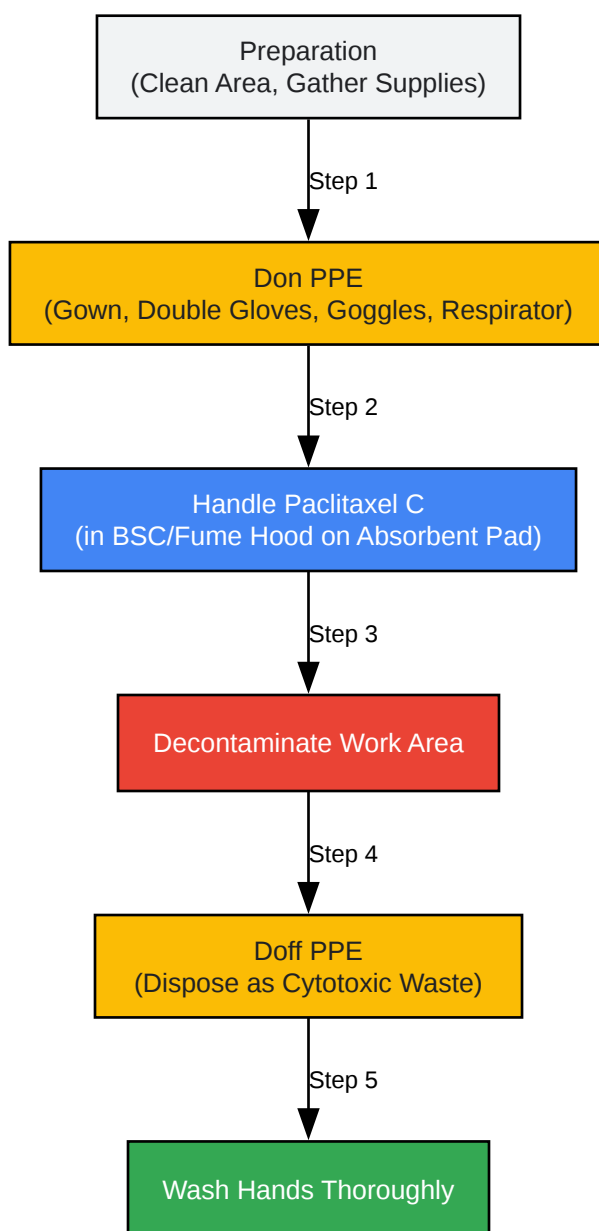 Preparation
(Clean Area, Gather Supplies)
Step 1
Don PPE
(Gown, Double Gloves, Goggles, Respirator)
Step 2
Handle Paclitaxel C
(in BSC/Fume Hood on Absorbent Pad)
Step 3
Decontaminate Work Area
Step 4
Doff PPE
(Dispose as Cytotoxic Waste)
Step 5
Wash Hands Thoroughly